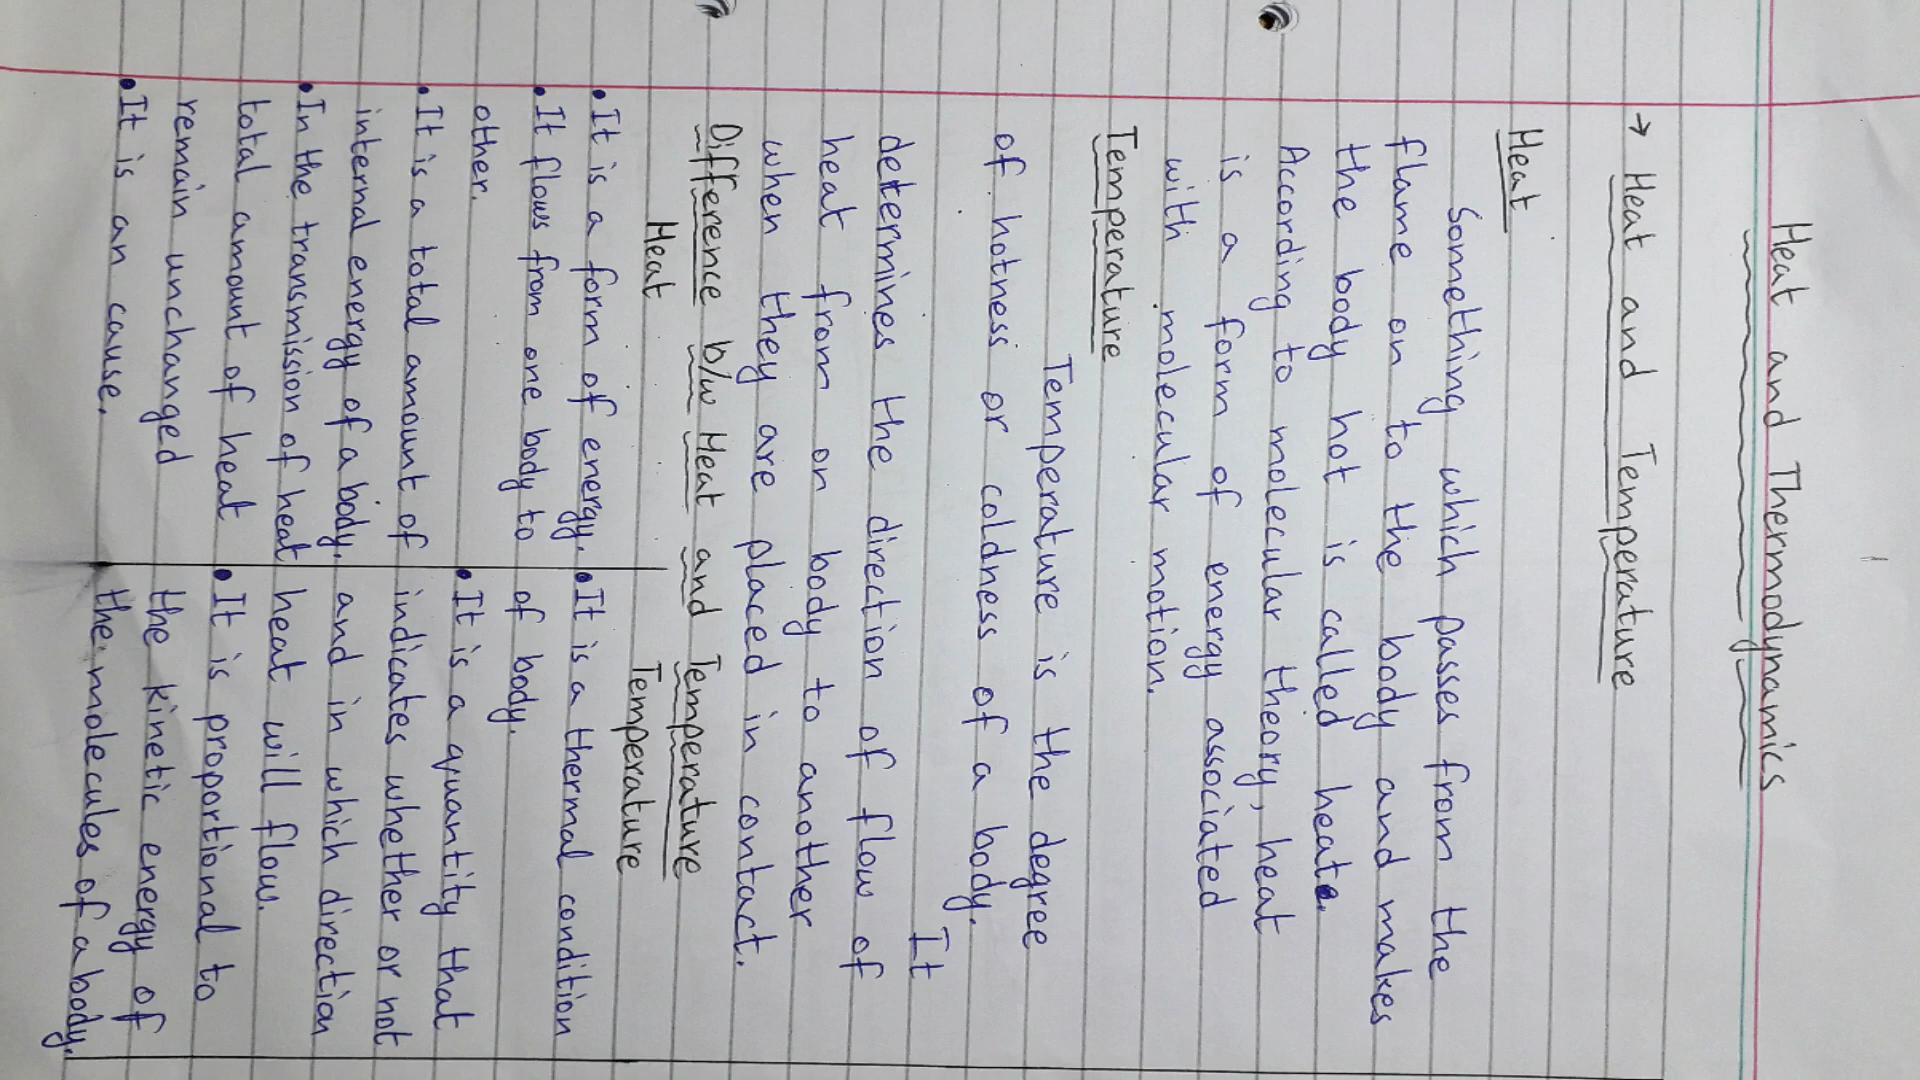 Heat and Thermodynamics
→ Heat and Temperature
Heat
Something which passes from the
flame on to the body and makes
the body hot is called heat.
According to molecular theory, heat
is a form of energy associated
with molecular motion.
Temperature
Temperature is the degree
of hotness or coldness of a body.
It
determines the direction of flow of
heat from on body to another
when they are placed in contact.
Difference b/w Heat and Temperature
Heat
• It is a form of energy.
• It flows from one body to
other.
• It is a total amount of
internal energy of a body.
• In the transmission of heat
total amount of heat
remain unchanged
• It is an cause.
Temperature
• It is a thermal condition
of body.
• It is a quantity that
indicates whether or not
and in which direction
heat will flow.
• It is proportional to
the kinetic energy of
the molecules of a body.